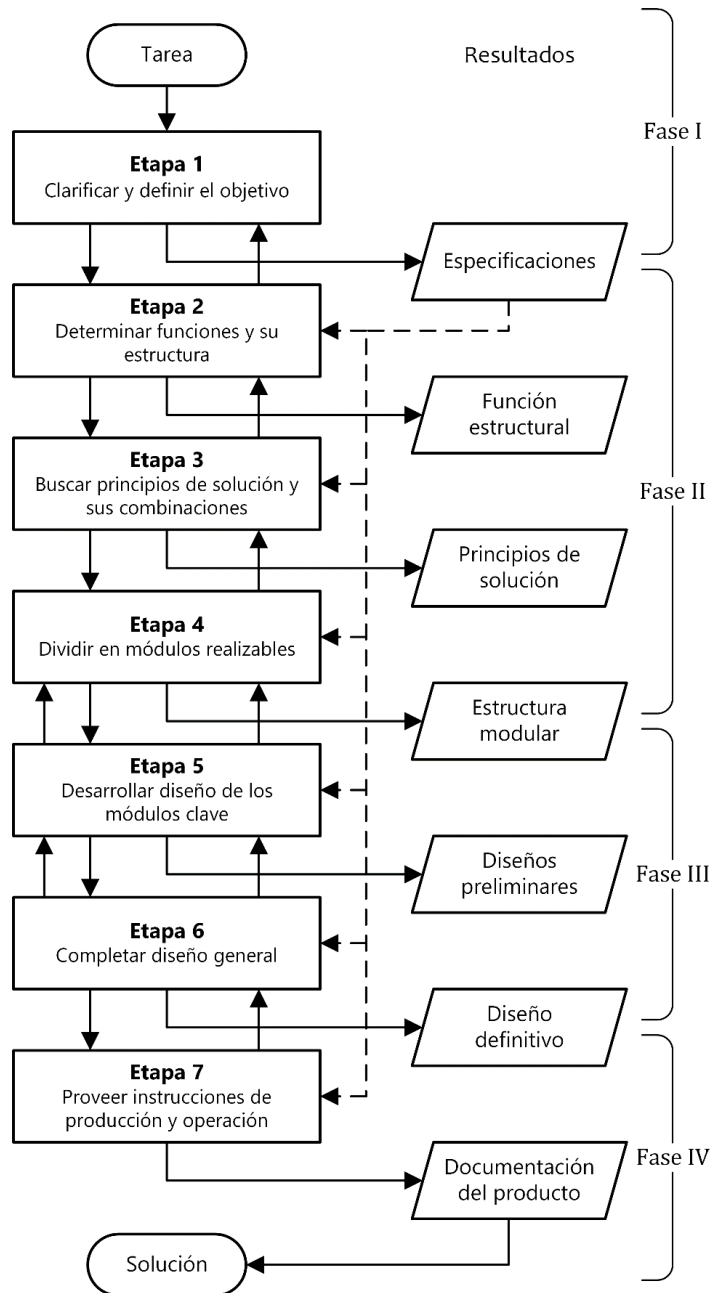 Tarea
Resultados
Fase I
Etapa 1
Clarificar y definir el objetivo
Especificaciones
Etapa 2
Determinar funciones y su
estructura
Función
estructural
Etapa 3
Buscar principios de solución y
sus combinaciones
Fase II
Principios de
solución
Etapa 4
Dividir en módulos realizables
Estructura
modular
Etapa 5
Desarrollar diseño de los
módulos clave
Diseños
preliminares
Fase III
Etapa 6
Completar diseño general
Diseño
definitivo
Etapa 7
Proveer instrucciones de
producción y operación
Documentación
del producto
Fase IV
Solución